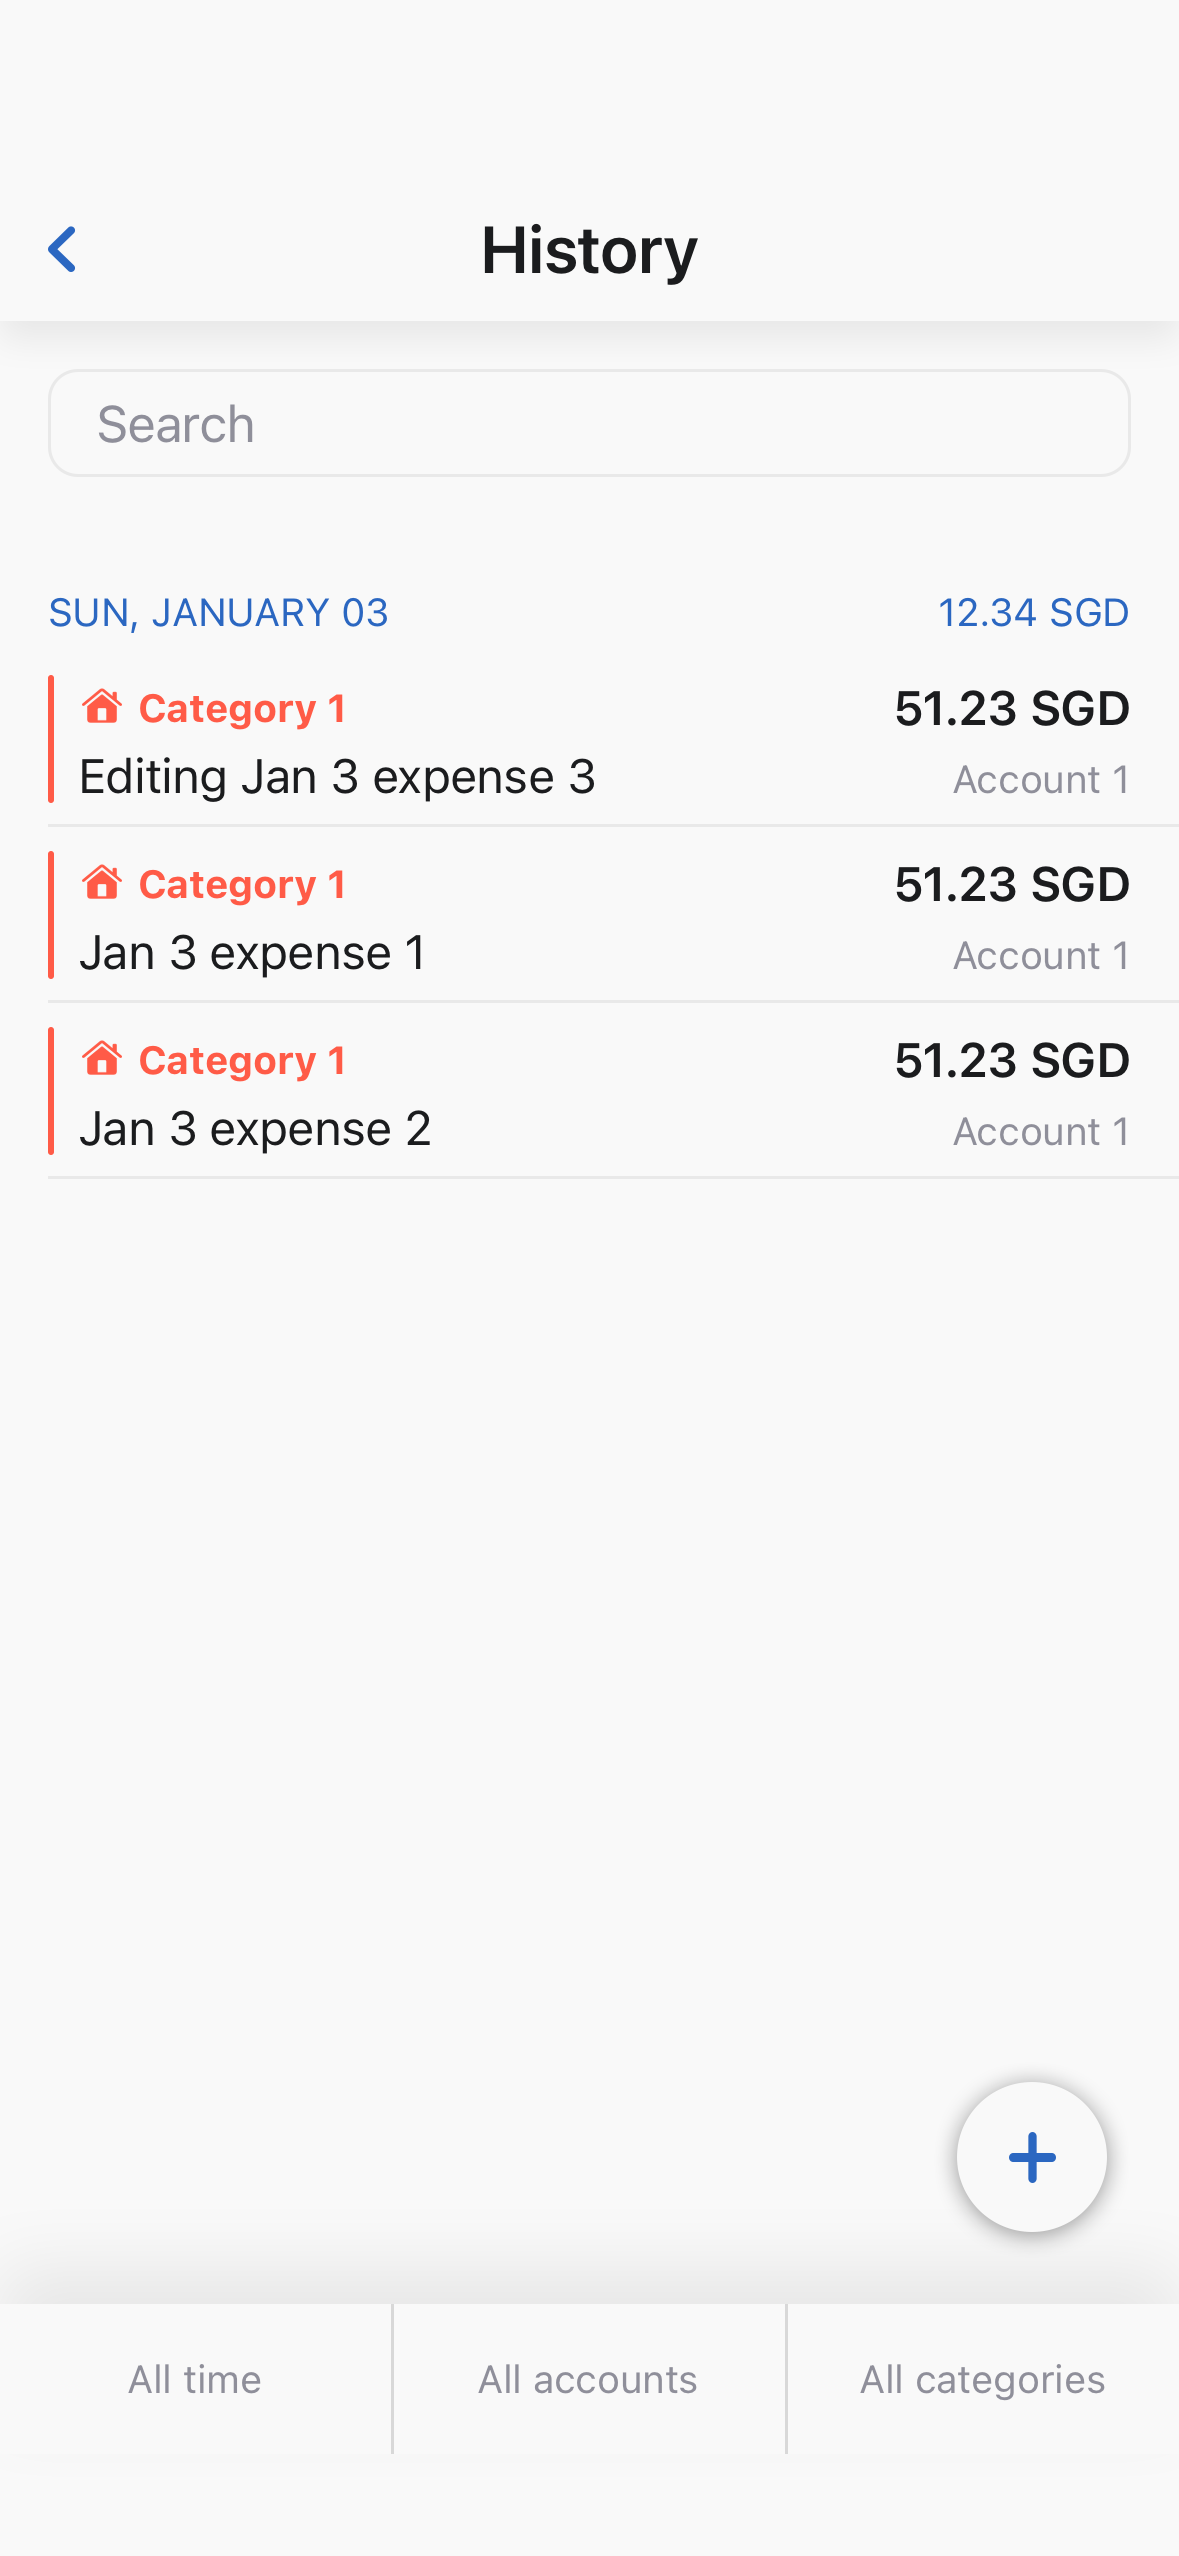 History
Search
SUN, JANUARY 03 12.34 SGD
Category 1 51.23 SGD
Editing Jan 3 expense 3 Account 1
Category 1 51.23 SGD
Jan 3 expense 1 Account 1
Category 1 51.23 SGD
Jan 3 expense 2 Account 1
All time All accounts All categories